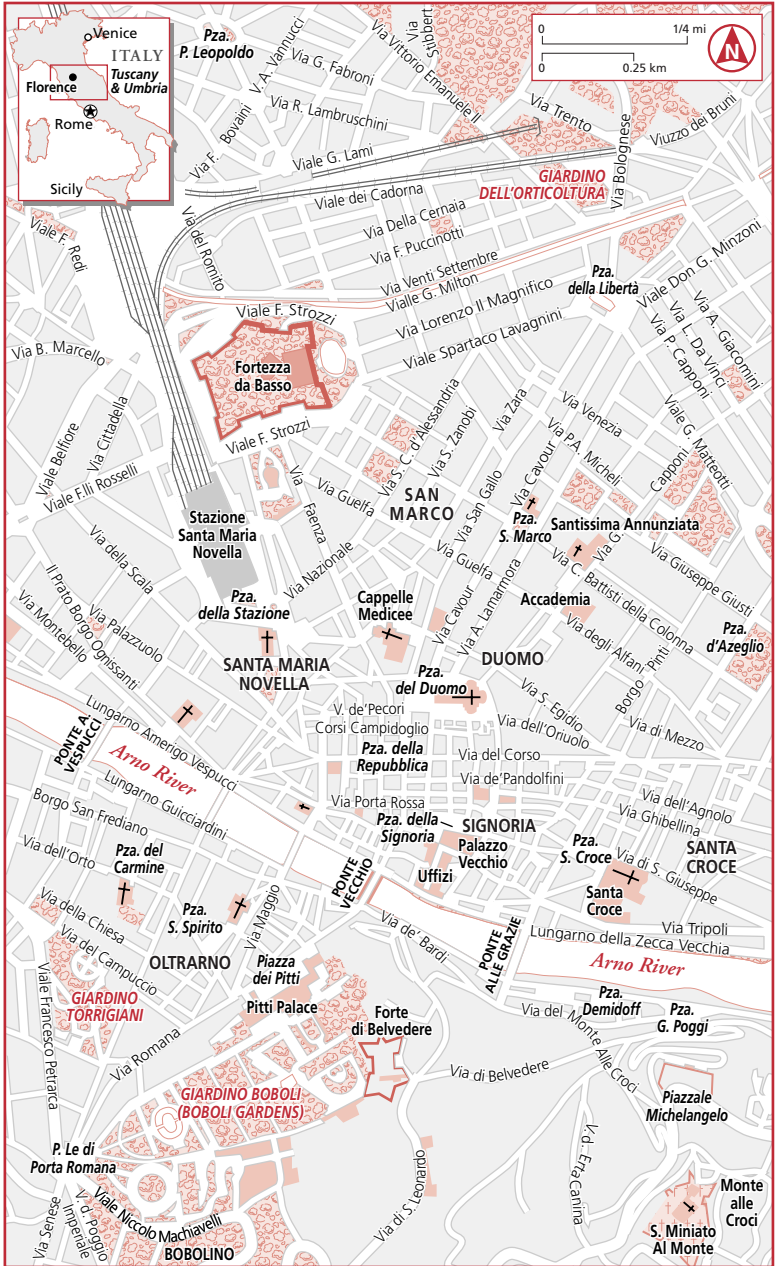 Venice
ITALY
Florence
Tuscany
& Umbria
Rome
Sicily
0
1/4 mi
0
0.25 km
N
Pza.
P. Leopoldo
V. A. Vannucci
Via G. Fabroni
Via Vittorio Emanuele II
Via
Stibbert
Via R. Lambruschini
Via F. Bovaini
Viale G. Lami
Via Trento
Via Bolognese
Viuzzo dei Bruni
GIARDINO
DELL'ORTICOLTURA
Viale dei Cadorna
Via Della Cernaia
Via F. Puccinotti
Via Venti Settembre
Vialle G. Milton
Viale F. Redi
Via del Romito
Pza.
della Libertà
Viale Don G. Minzoni
Via A. Giacomini
Via L. Da Vinci
Via P. Capponi
Via Lorenzo II Magnifico
Viale Spartaco Lavagnini
Viale F. Strozzi
Fortezza
da Basso
Via B. Marcello
Viale F. Strozzi
Viale Belfiore
Via Cittadella
Viale F.lli Rosselli
Via S. C. d'Alessandria
Via S. Zanobi
Via Zara
Via Venezia
Via P.A. Micheli
Viale G. Matteotti
Capponi
Via G.
Via
Faenza
Via Guelfa
SAN
MARCO
Via San Gallo
Via Cavour
Pza.
S. Marco
Santissima Annunziata
Stazione
Santa Maria
Novella
Via Nazionale
Via Guelfa
Via Giuseppe Giusti
Via C. Battisti della Colonna
Via della Scala
Il Prato Borgo Ognissanti
Via Montebello
Via Palazzuolo
Pza.
della Stazione
Cappelle
Medicee
Via Cavour
Via A. Lamarmora
Accademia
Via degli Alfani
Borgo Pinti
Pza.
d'Azeglio
SANTA MARIA
NOVELLA
DUOMO
Pza.
del Duomo
Via S. Egidio
Via dell'Oriuolo
Via di Mezzo
V. de'Pecori
Corsi Campidoglio
Pza. della
Repubblica
Via del Corso
Via de'Pandolfini
Via dell'Agnolo
Via Ghibellina
Lungarno Amerigo Vespucci
PONTE A.
VESPUCCI
Arno River
Lungarno Guicciardini
Borgo San Frediano
Via dell'Orto
Via Porta Rossa
Pza. della
Signoria
SIGNORIA
Palazzo
Vecchio
Uffizi
Pza.
S. Croce
Via di S. Giuseppe
SANTA
CROCE
Santa
Croce
Via Tripoli
Pza. del
Carmine
Pza.
S. Spirito
Via Maggio
PONTE
VECCHIO
Via de' Bardi
PONTE
ALLE GRAZIE
Lungarno della Zecca Vecchia
Arno River
Via della Chiesa
Via del Campuccio
OLTRARNO
Piazza
dei Pitti
Pitti Palace
GIARDINO
TORRIGIANI
Viale Francesco Petrarca
Via Romana
Forte
di Belvedere
Via di Belvedere
Pza.
Demidoff
Pza.
G. Poggi
Via del Monte Alle Croci
Piazzale
Michelangelo
GIARDINO BOBOLI
(BOBOLI GARDENS)
P. Le di
Porta Romana
Via di S. Leonardo
V. d. Erta Canina
Viale Niccolo Machiavelli
Via Senese
V. d. Poggio
Imperiale
BOBOLINO
Monte
alle
Croci
S. Miniato
Al Monte